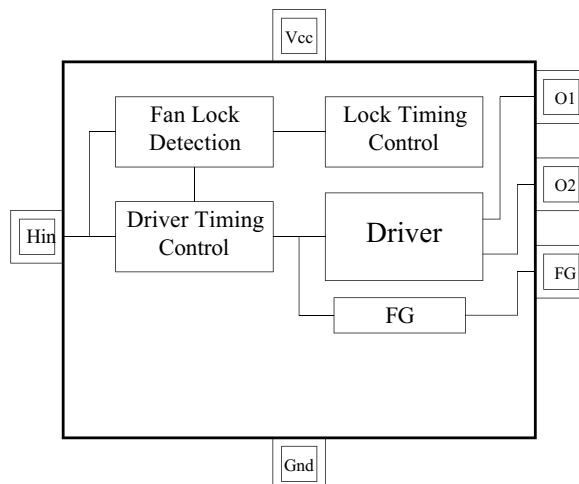 Vcc
Fan Lock
Detection
Lock Timing
Control
O1
O2
Hin
Driver Timing
Control
Driver
FG
FG
Gnd